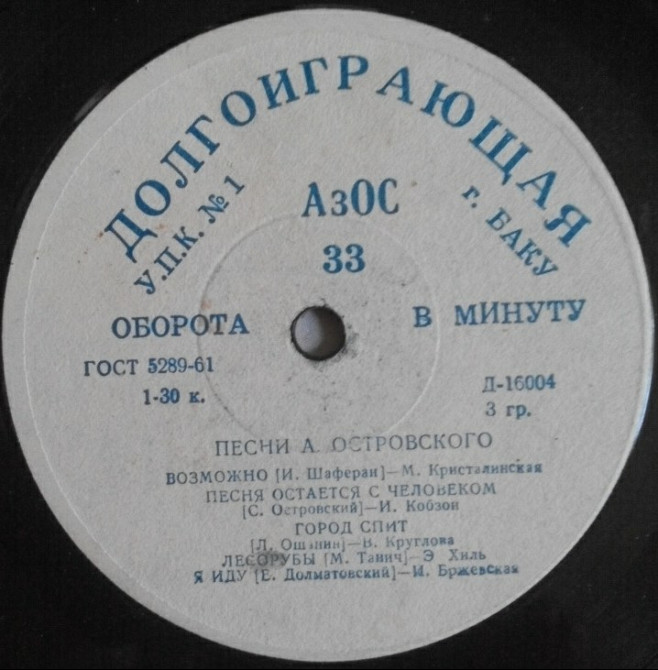 ДОЛГОИГРАЮЩАЯ
У.П.К. № 1
АзОС
г. БАКУ
33
ОБОРОТА В МИНУТУ
ГОСТ 5289-61
Д-16004
1-30 к.
3 гр.
ПЕСНИ А. ОСТРОВСКОГО
ВОЗМОЖНО [И. Шаферан]—М. Кристалинская
ПЕСНЯ ОСТАЕТСЯ С ЧЕЛОВЕКОМ
[С. Островский]—И. Кобзон
ГОРОД СПИТ
[Л. Ошанин]—В. Круглова
ЛЕСОРУБЫ [М. Танич]—Э. Хиль
Я ИДУ [Е. Долматовский]—И. Бржевская